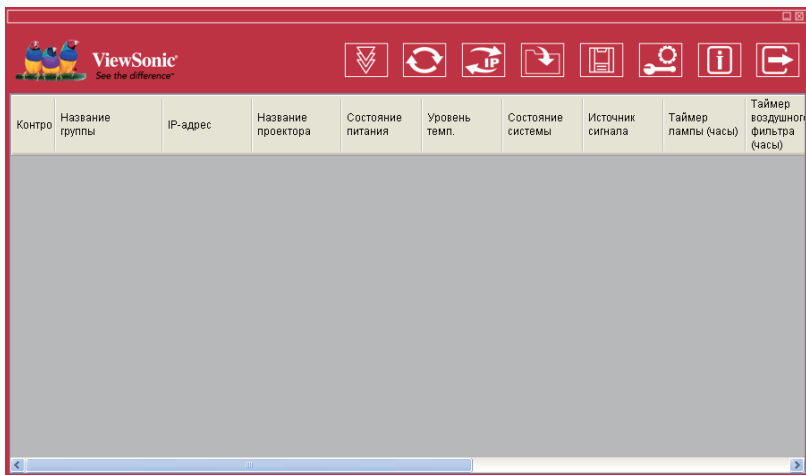 ViewSonic®
See the difference™
IP
Контро
Название
группы
IP-адрес
Название
проектора
Состояние
питания
Уровень
темп.
Состояние
системы
Источник
сигнала
Таймер
лампы (часы)
Таймер
воздушного
фильтра
(часы)